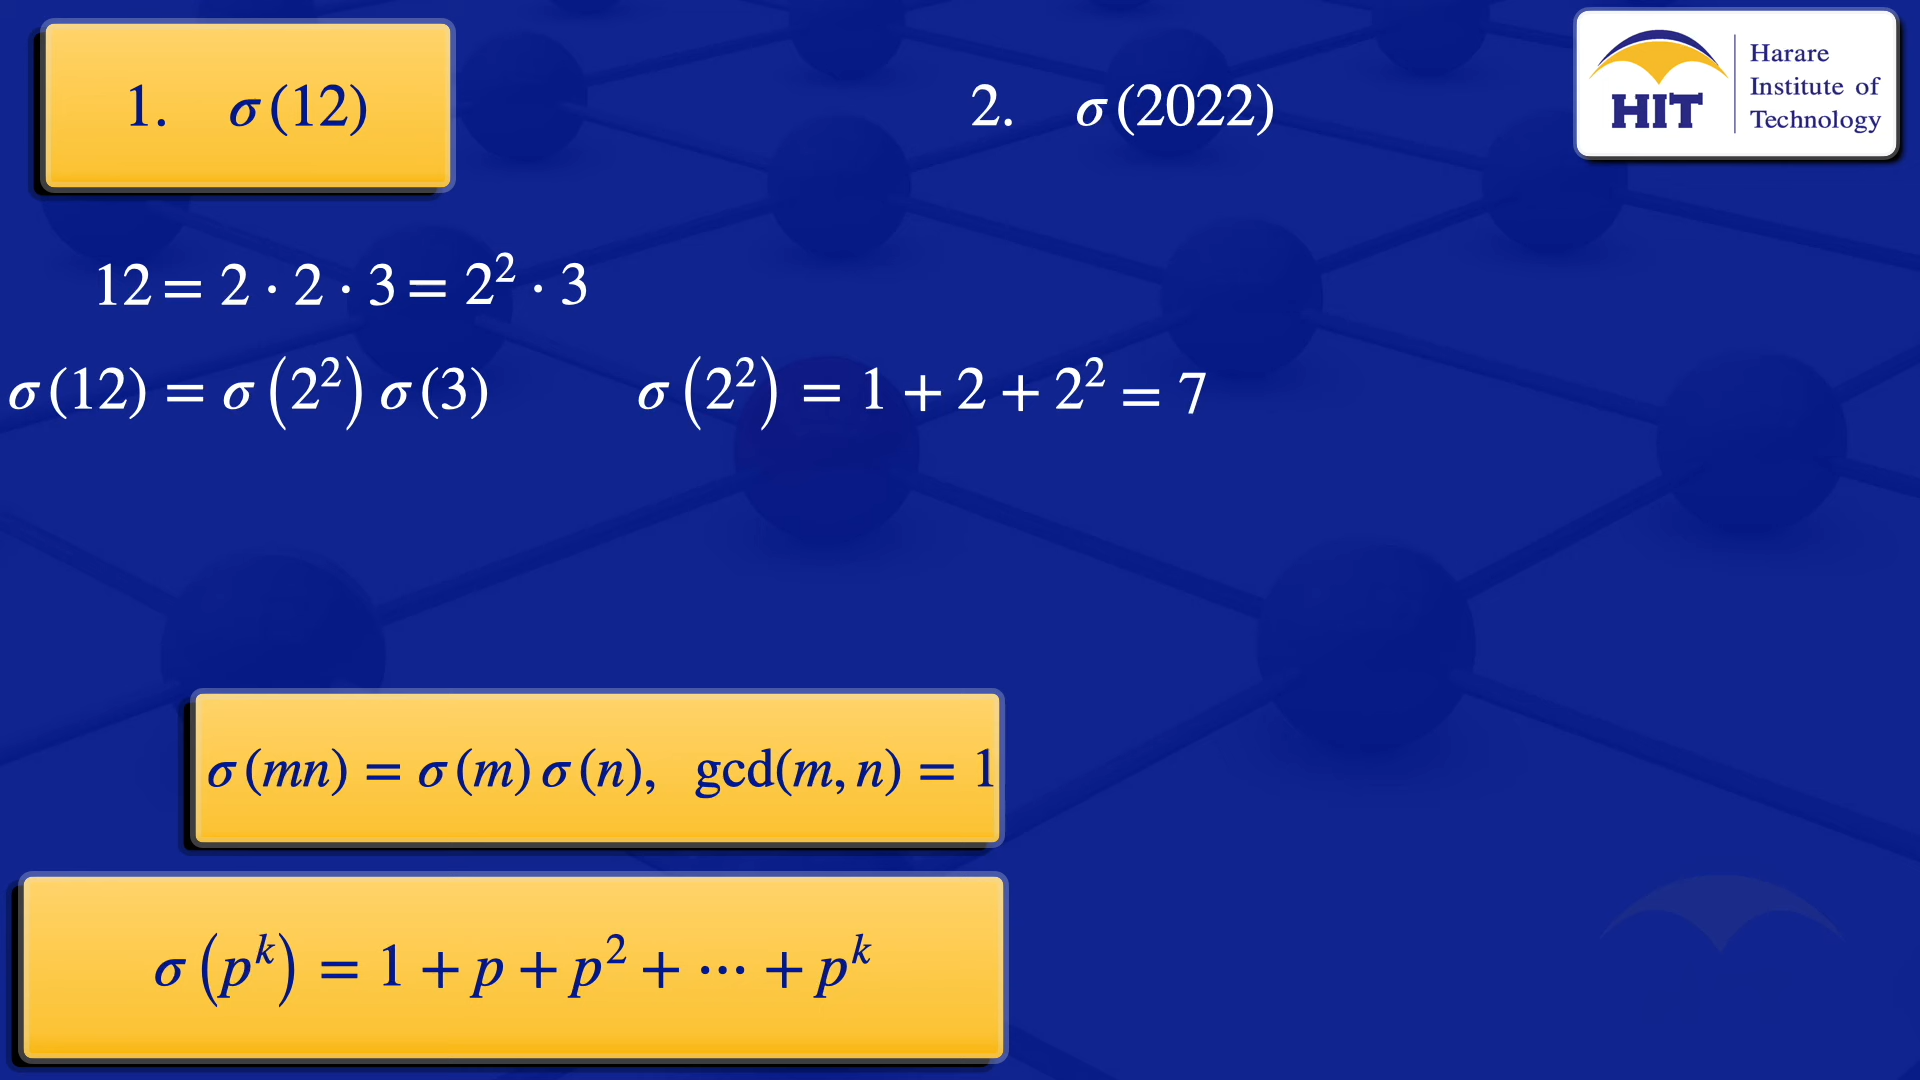 1. σ(12)
2. σ(2022)
HIT
Harare
Institute of
Technology
12 = 2 · 2 · 3 = 2² · 3
σ(12) = σ(2²) σ(3)
σ(2²) = 1 + 2 + 2² = 7
σ(mn) = σ(m) σ(n), gcd(m, n) = 1
σ(pᵏ) = 1 + p + p² + ⋯ + pᵏ